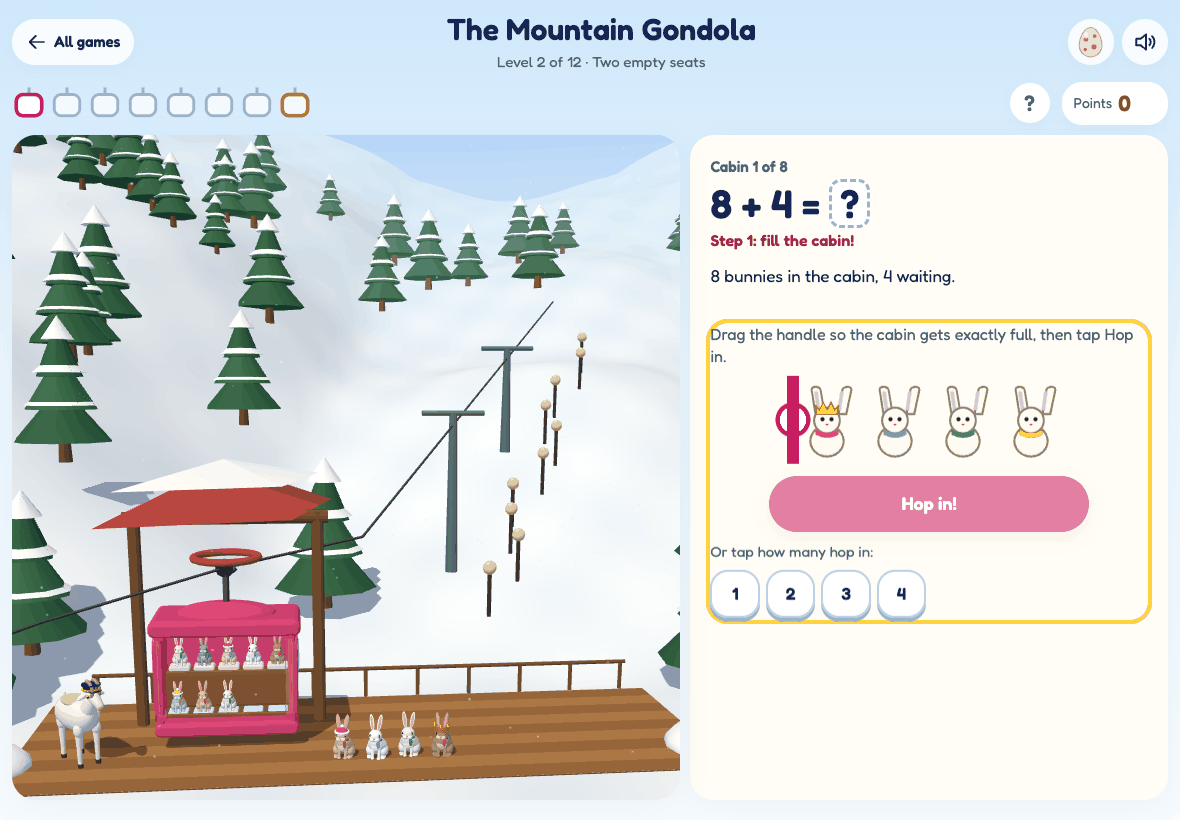 All games
The Mountain Gondola
Level 2 of 12 · Two empty seats
?
Points 0
Cabin 1 of 8
8 + 4 = ?
Step 1: fill the cabin!
8 bunnies in the cabin, 4 waiting.
Drag the handle so the cabin gets exactly full, then tap Hop
in.
Hop in!
Or tap how many hop in:
1 2 3 4